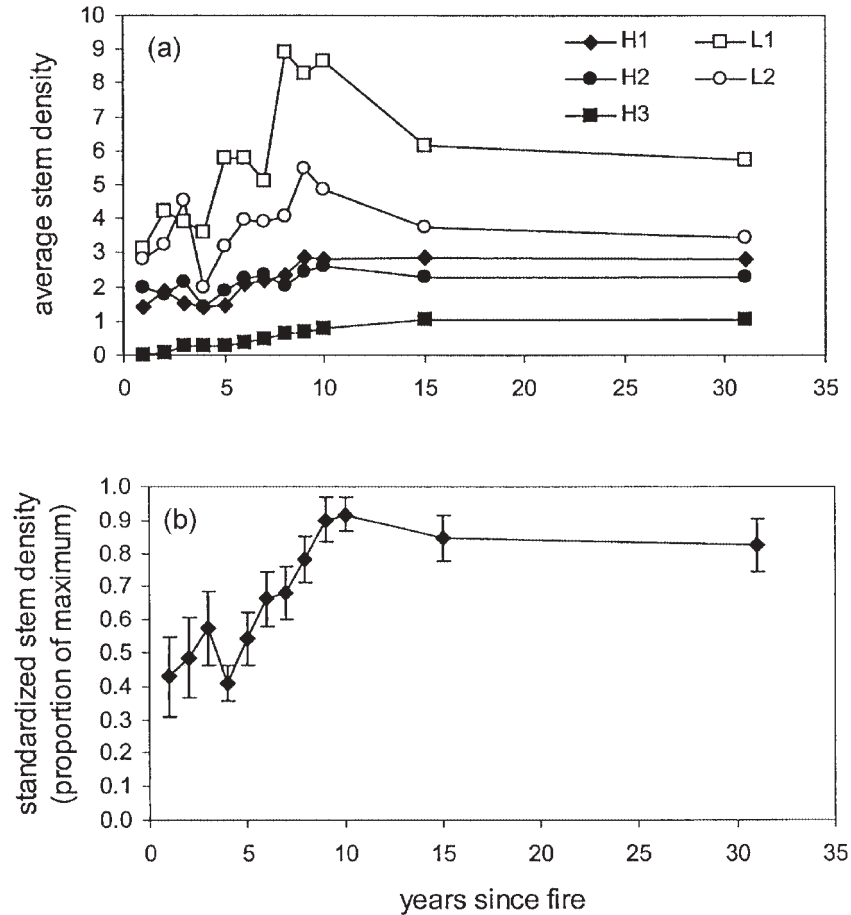 (a)
H1
L1
H2
L2
H3
average stem density
10
9
8
7
6
5
4
3
2
1
0
0 5 10 15 20 25 30 35
(b)
standardized stem density
(proportion of maximum)
1.0
0.9
0.8
0.7
0.6
0.5
0.4
0.3
0.2
0.1
0.0
0 5 10 15 20 25 30 35
years since fire